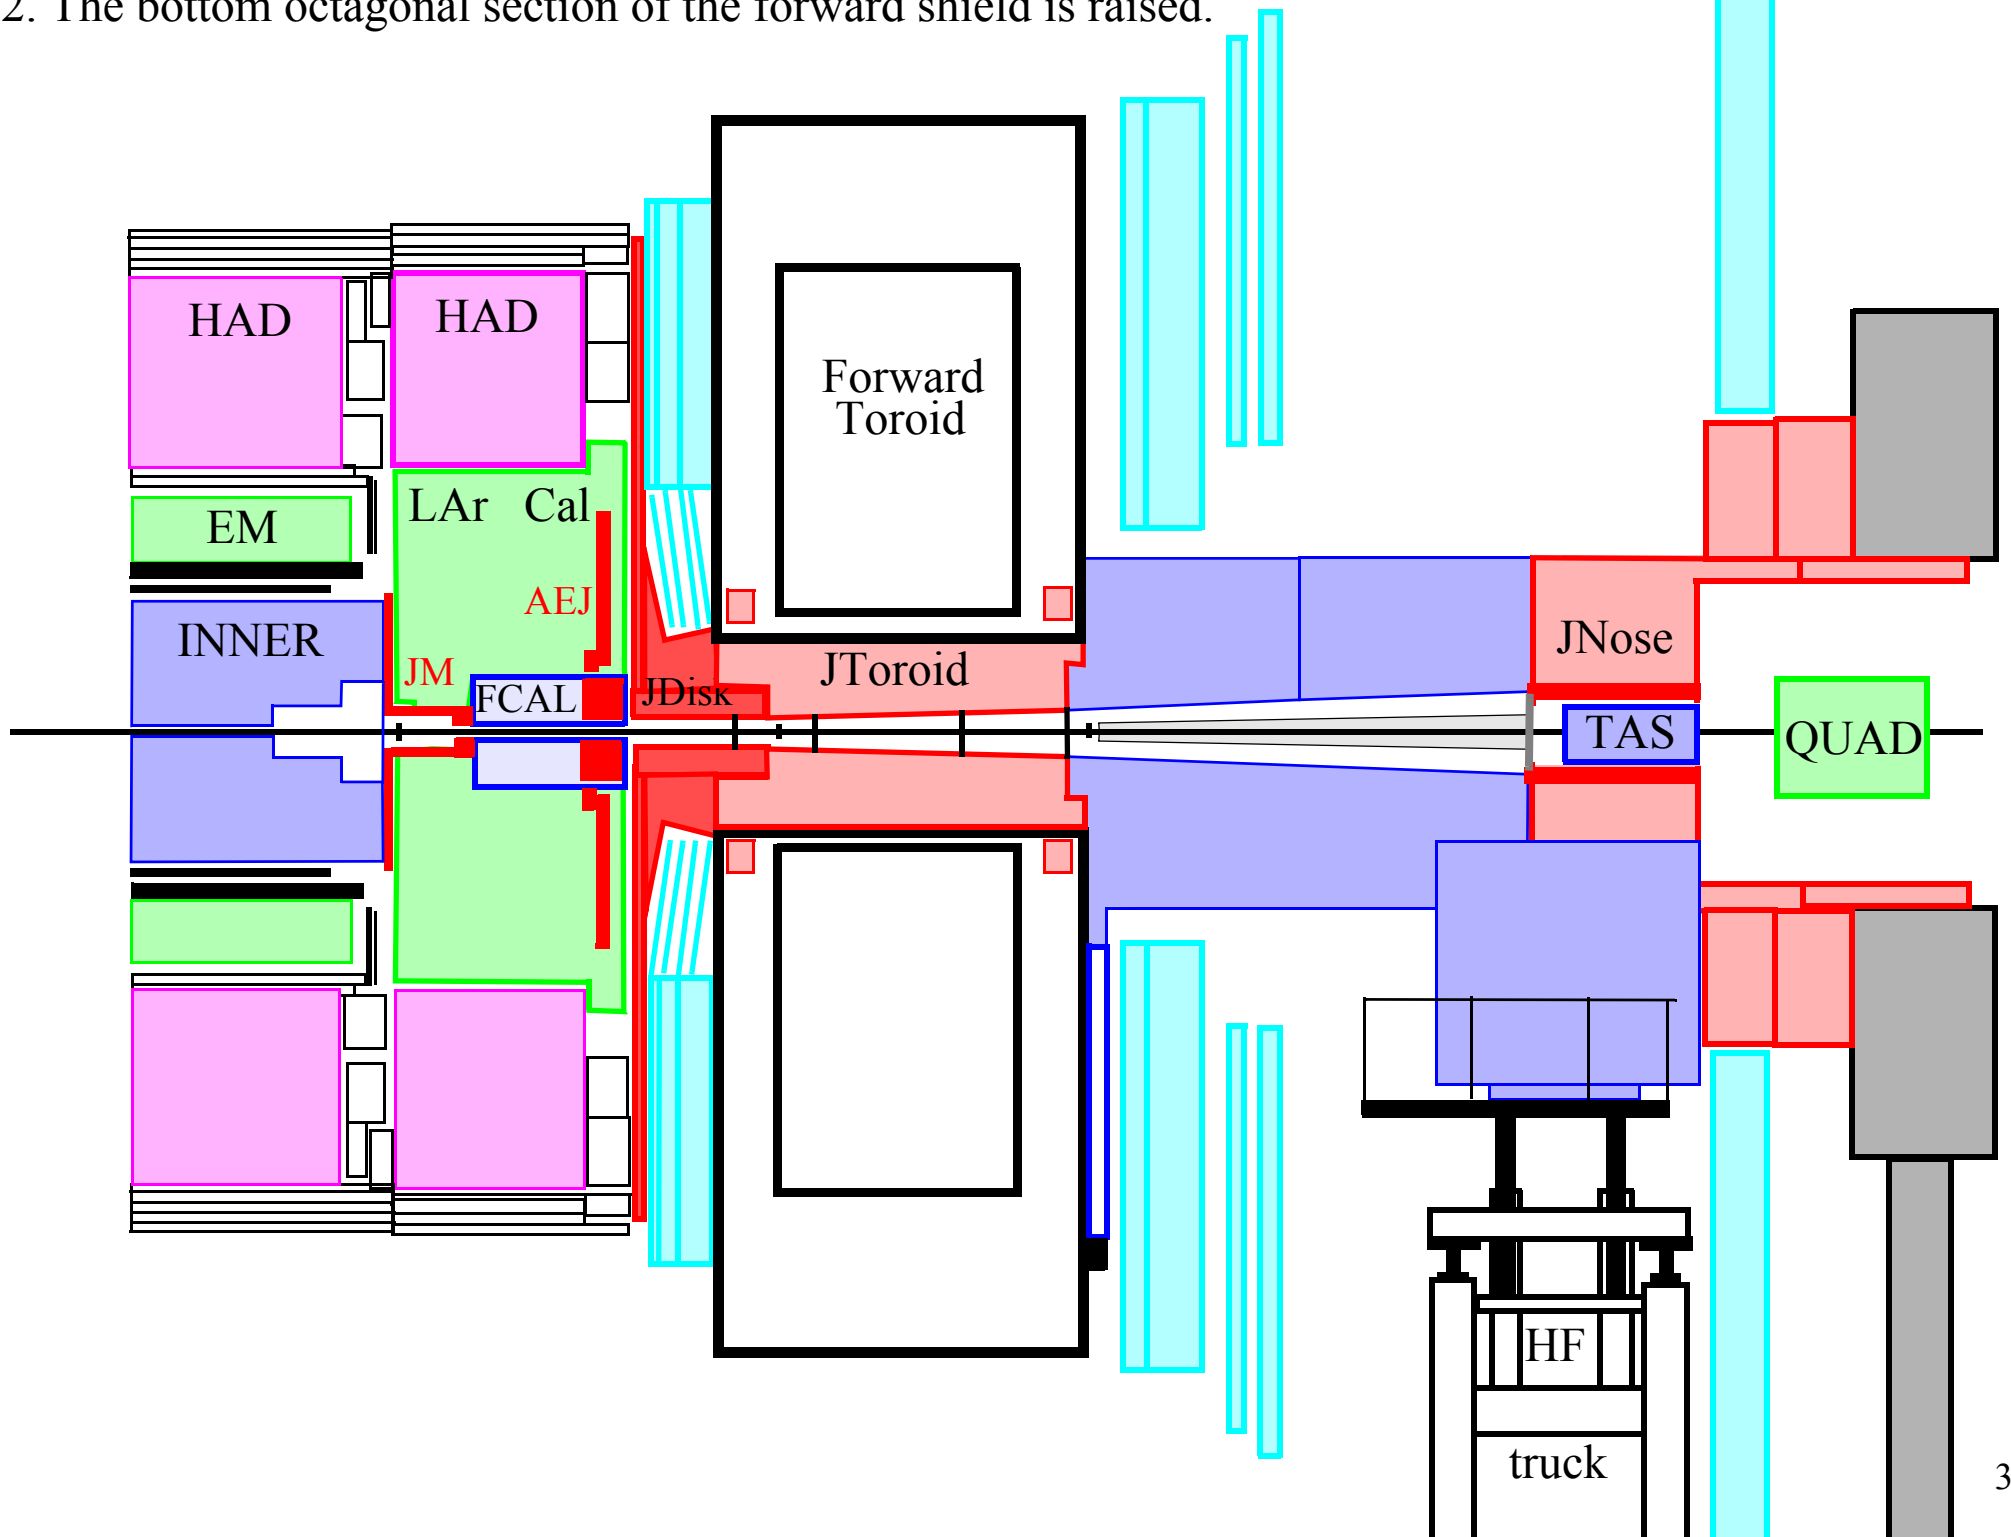 2. The bottom octagonal section of the forward shield is raised.
HAD
HAD
Forward
Toroid
LAr Cal
EM
AEJ
INNER
JNose
JM
JToroid
FCAL
JDisk
TAS
QUAD
HF
truck
3